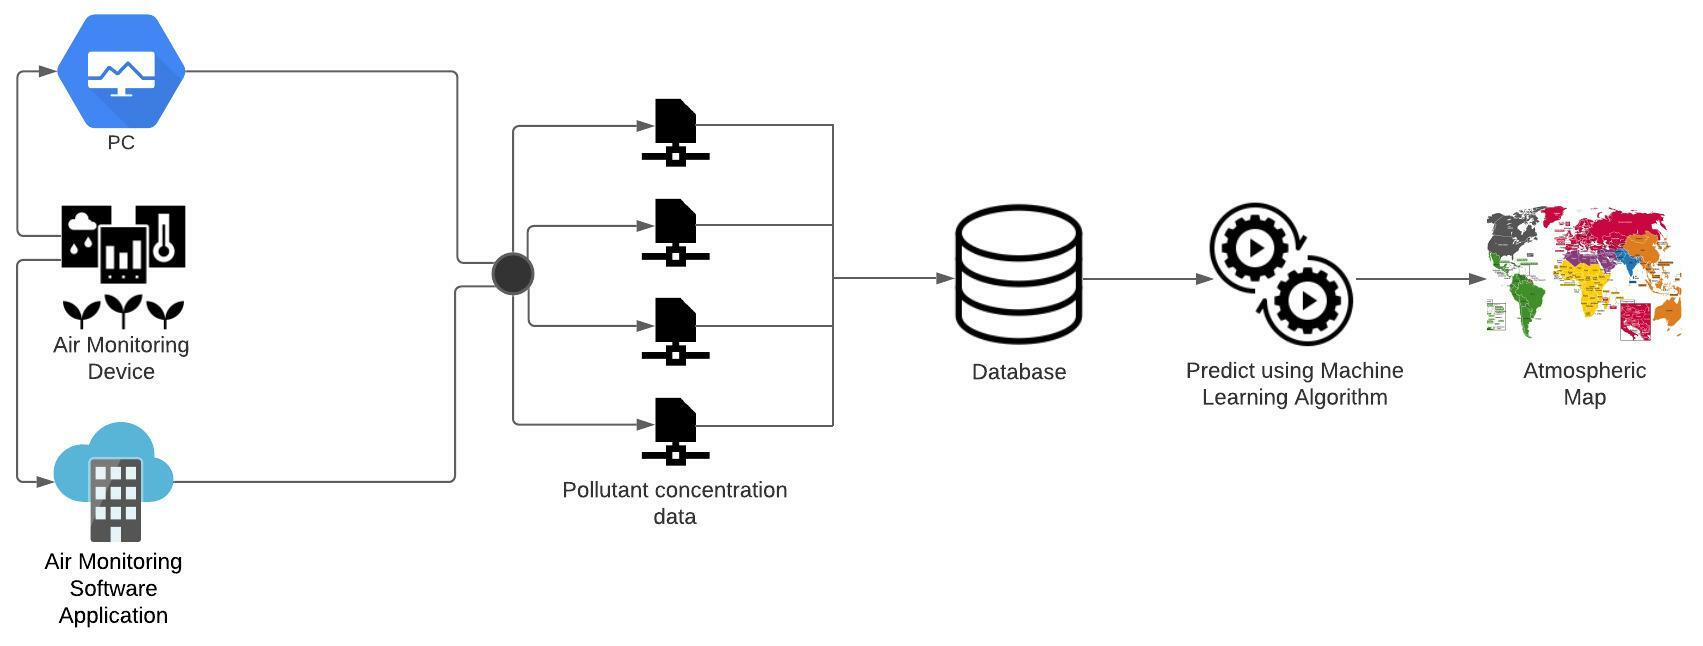 PC
Air Monitoring
Device
Air Monitoring
Software
Application
Pollutant concentration
data
Database
Predict using Machine
Learning Algorithm
Atmospheric
Map